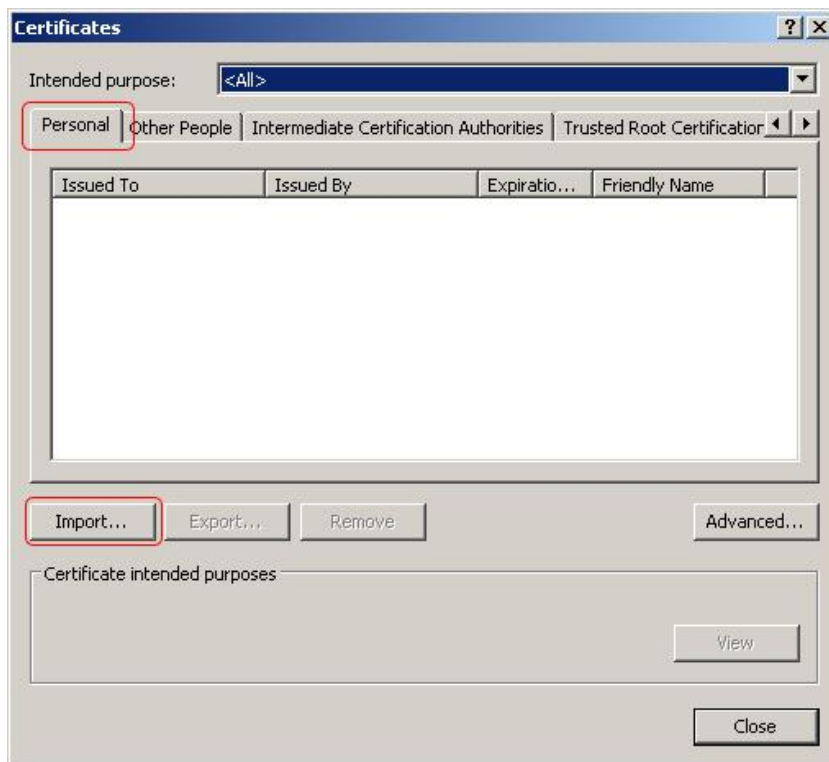 Certificates
Intended purpose: <All>
Personal Other People Intermediate Certification Authorities Trusted Root Certification
Issued To Issued By Expiratio... Friendly Name
Import... Export... Remove Advanced...
Certificate intended purposes
View
Close